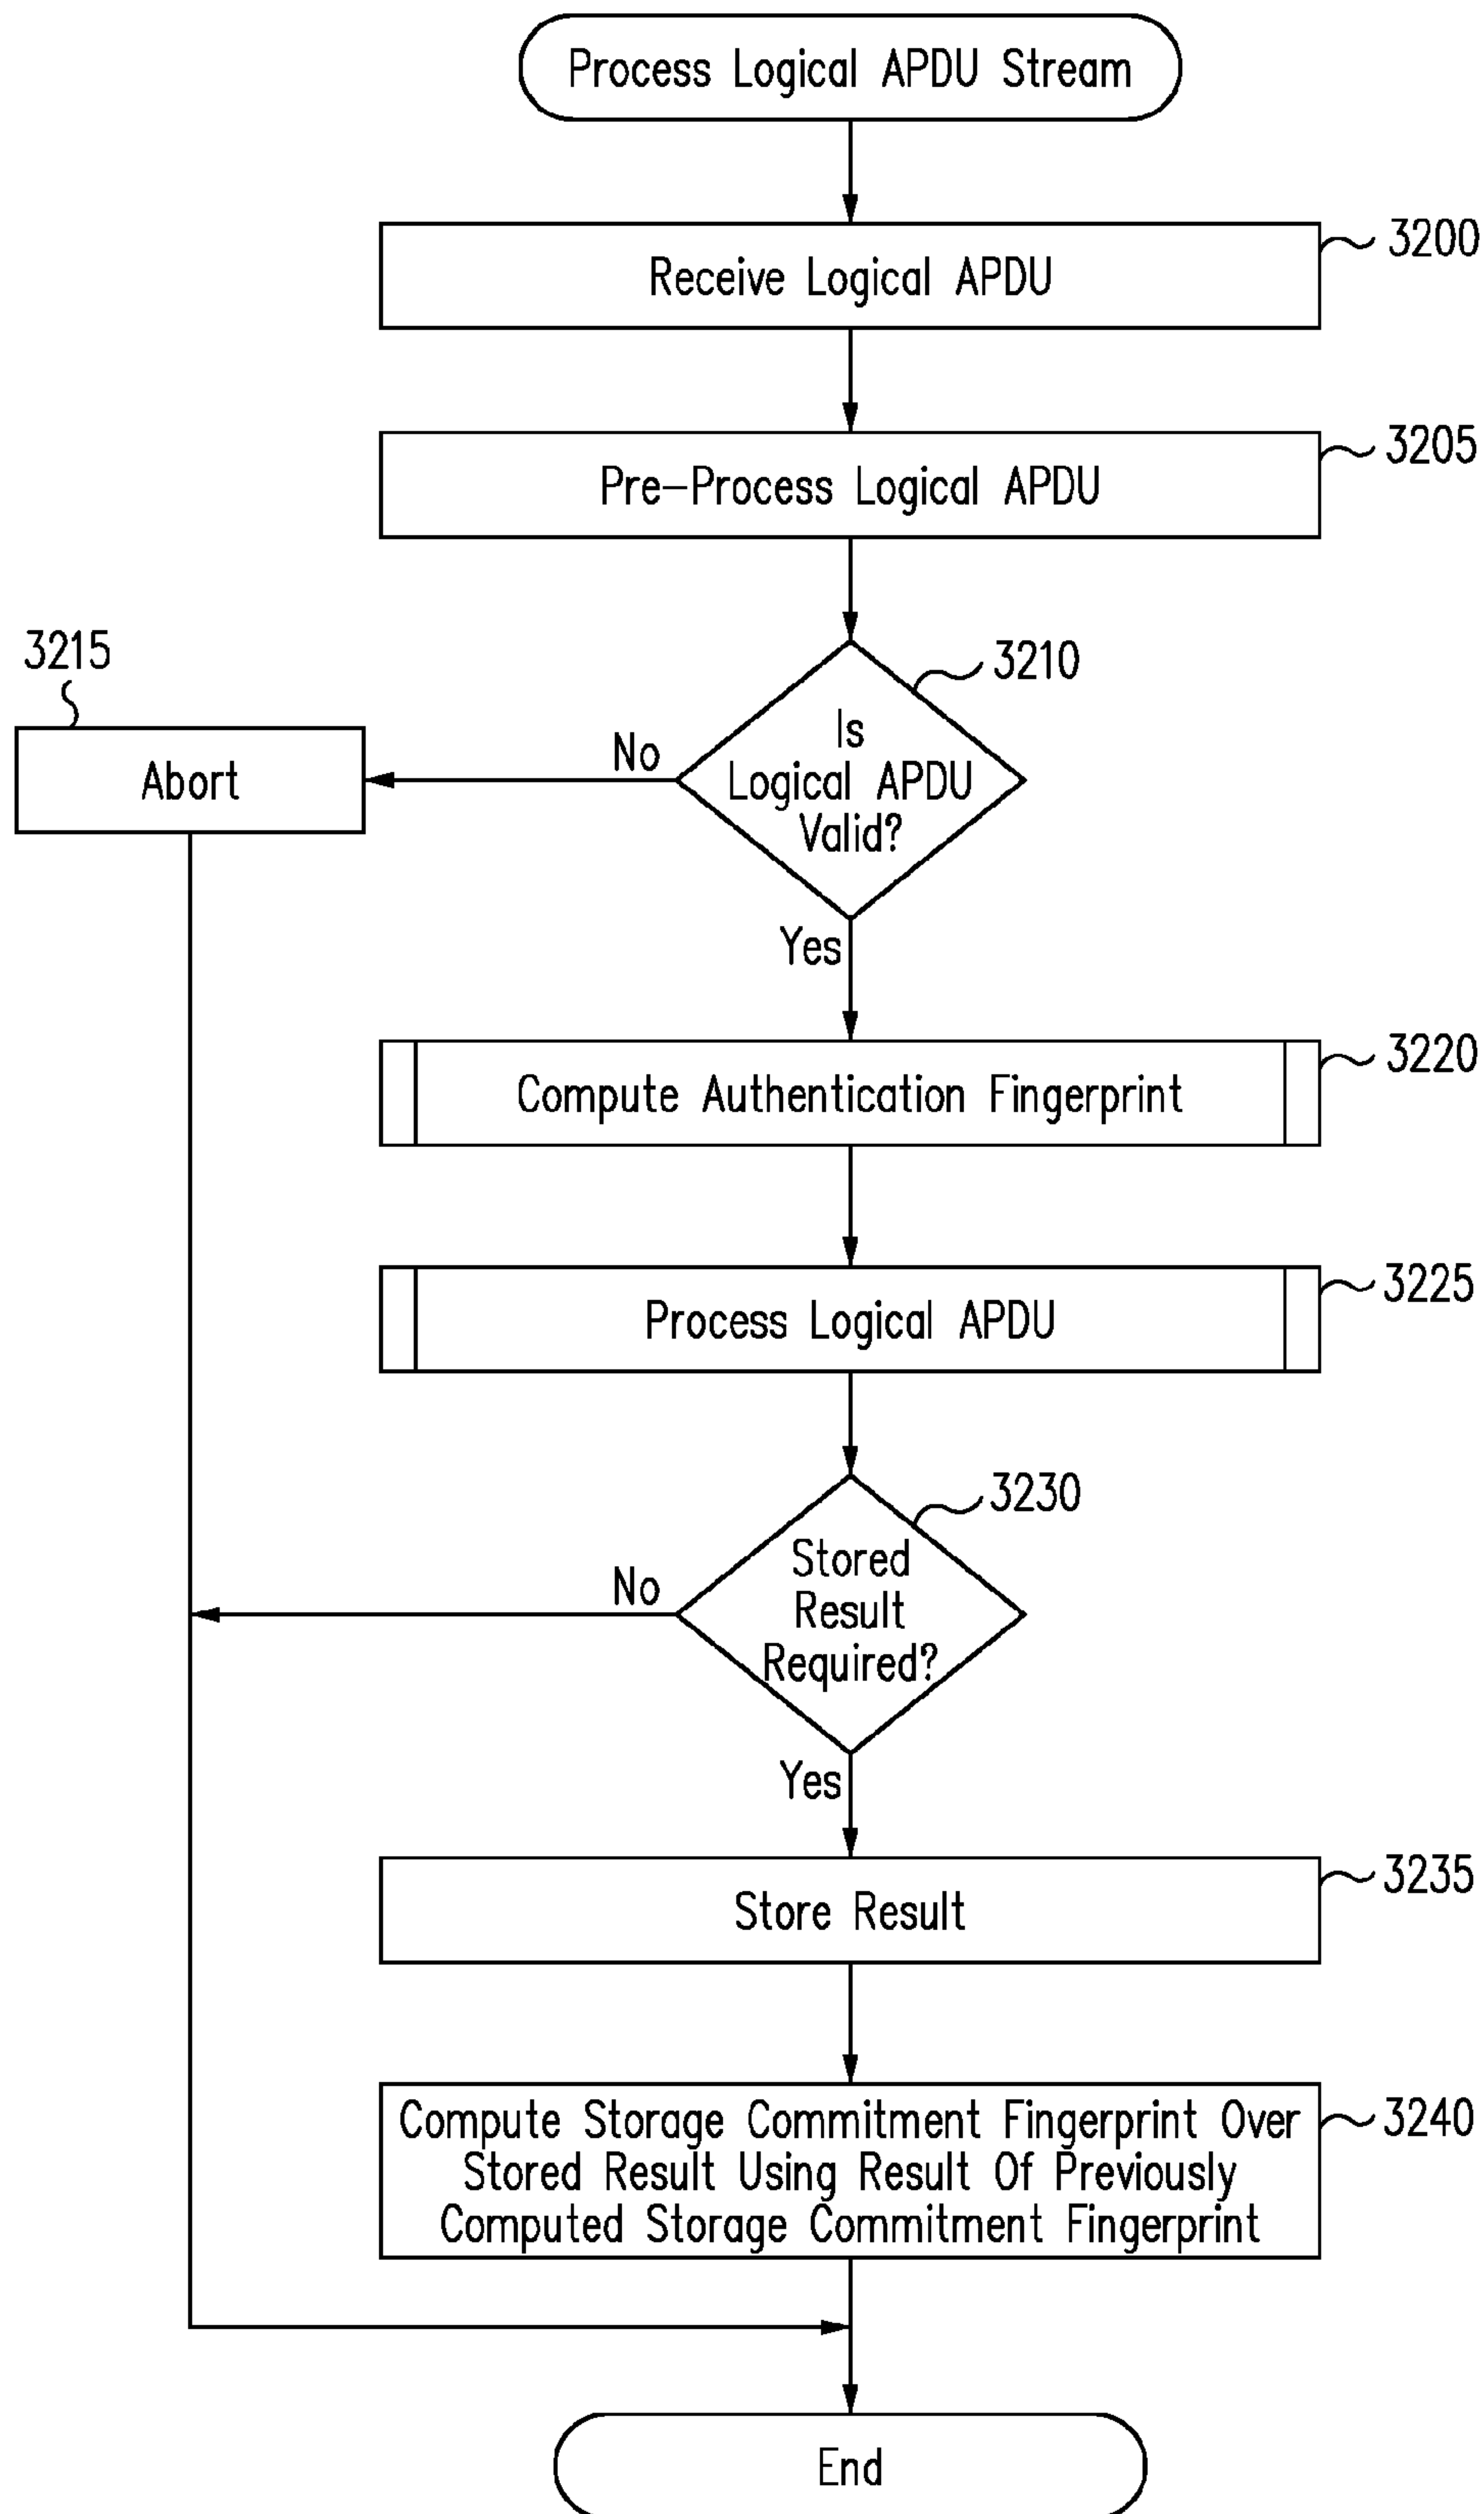 Process Logical APDU Stream
Receive Logical APDU
3200
Pre-Process Logical APDU
3205
3215
3210
Is
Logical APDU
Valid?
No
Abort
Yes
Compute Authentication Fingerprint
3220
Process Logical APDU
3225
3230
Stored
Result
Required?
No
Yes
Store Result
3235
Compute Storage Commitment Fingerprint Over
Stored Result Using Result Of Previously
Computed Storage Commitment Fingerprint
3240
End